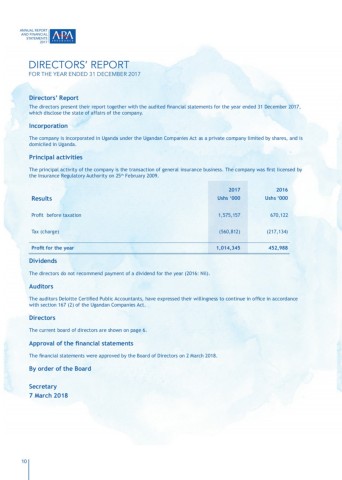 ANNUAL REPORT
AND FINANCIAL
STATEMENTS
2017
APA
DIRECTORS' REPORT
FOR THE YEAR ENDED 31 DECEMBER 2017
Directors' Report
The directors present their report together with the audited financial statements for the year ended 31 December 2017,
which disclose the state of affairs of the company.
Incorporation
The company is incorporated in Uganda under the Ugandan Companies Act as a private company limited by shares, and is
domiciled in Uganda.
Principal activities
The principal activity of the company is the transaction of general insurance business. The company was first licensed by
the Insurance Regulatory Authority on 25th February 2009.
2017 2016
Results Ushs '000 Ushs '000
Profit before taxation 1,575,157 670,122
Tax (charge) (560,812) (217,134)
Profit for the year 1,014,345 452,988
Dividends
The directors do not recommend payment of a dividend for the year (2016: Nil).
Auditors
The auditors Deloitte Certified Public Accountants, have expressed their willingness to continue in office in accordance
with section 167 (2) of the Ugandan Companies Act.
Directors
The current board of directors are shown on page 6.
Approval of the financial statements
The financial statements were approved by the Board of Directors on 2 March 2018.
By order of the Board
Secretary
7 March 2018
10